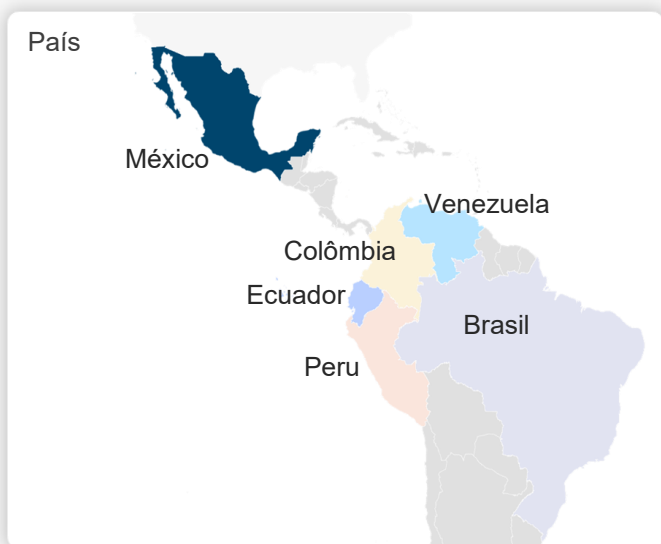 País
México
Venezuela
Colômbia
Ecuador
Brasil
Peru